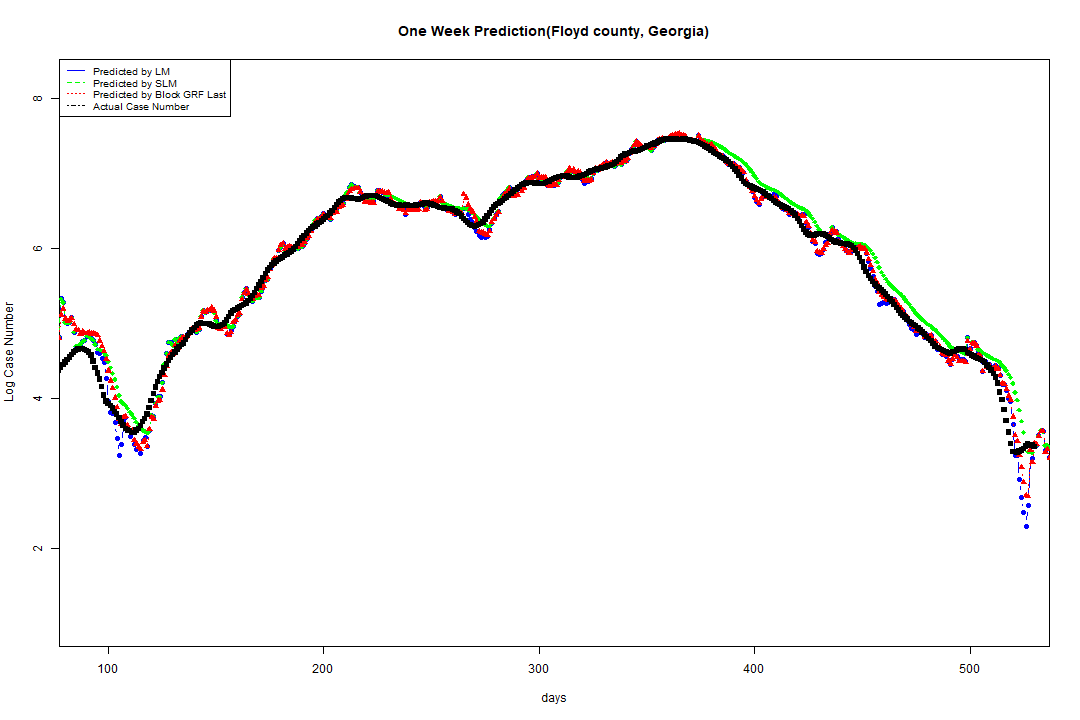 One Week Prediction(Floyd county, Georgia)
Predicted by LM
Predicted by SLM
Predicted by Block GRF Last
Actual Case Number
8
6
4
2
Log Case Number
100
200
300
400
500
days